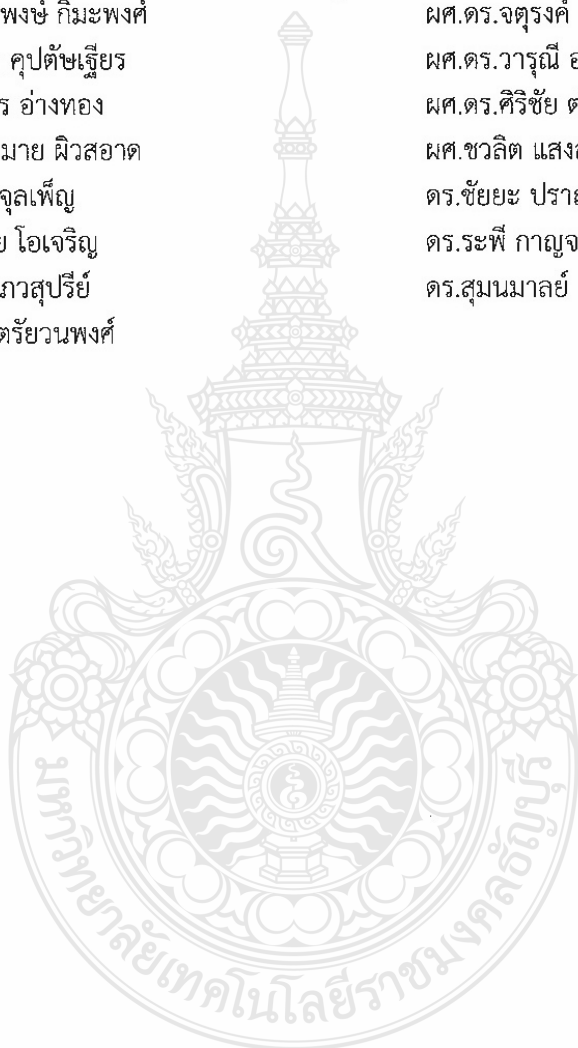 พงษ์ กิมะพงศ์
คุปตัษเฐียร
ร อ่างทอง
มาย ผิวสอาด
จุลเพ็ญ
ย โอเจริญ
ภวสุปรีย์
ตรัยวนพงศ์
ผศ.ดร.จตุรงค์
ผศ.ดร.วารุณี อ
ผศ.ดร.ศิริชัย ต
ผศ.ชวลิต แสง
ดร.ชัยยะ ปราณ
ดร.ระพี กาญจ
ดร.สุมนมาลย์
มหาวิทยาลัยเทคโนโลยีราชมงคลธัญบุรี